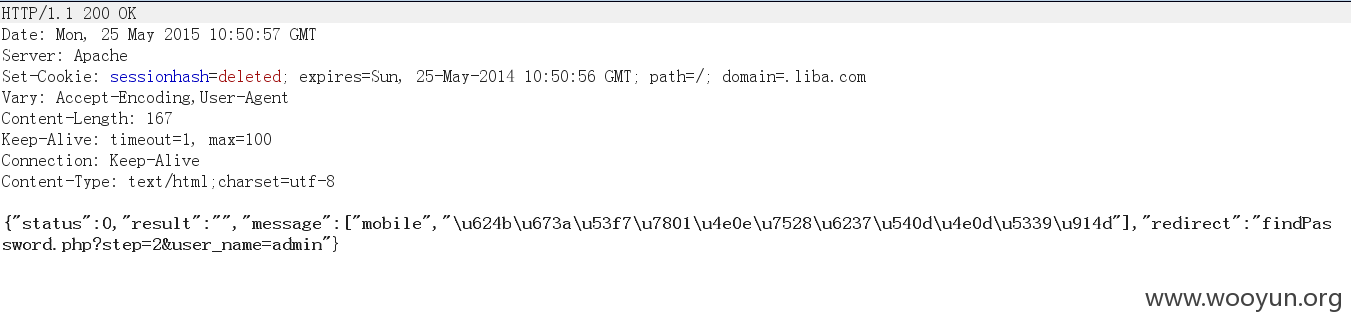 HTTP/1.1 200 OK
Date: Mon, 25 May 2015 10:50:57 GMT
Server: Apache
Set-Cookie: sessionhash=deleted; expires=Sun, 25-May-2014 10:50:56 GMT; path=/; domain=.liba.com
Vary: Accept-Encoding,User-Agent
Content-Length: 167
Keep-Alive: timeout=1, max=100
Connection: Keep-Alive
Content-Type: text/html;charset=utf-8
{"status":0,"result":"","message":["mobile","\u624b\u673a\u53f7\u7801\u4e0e\u7528\u6237\u540d\u4e0d\u5339\u914d"],"redirect":"findPas
sword.php?step=2&user_name=admin"}
www.wooyun.org